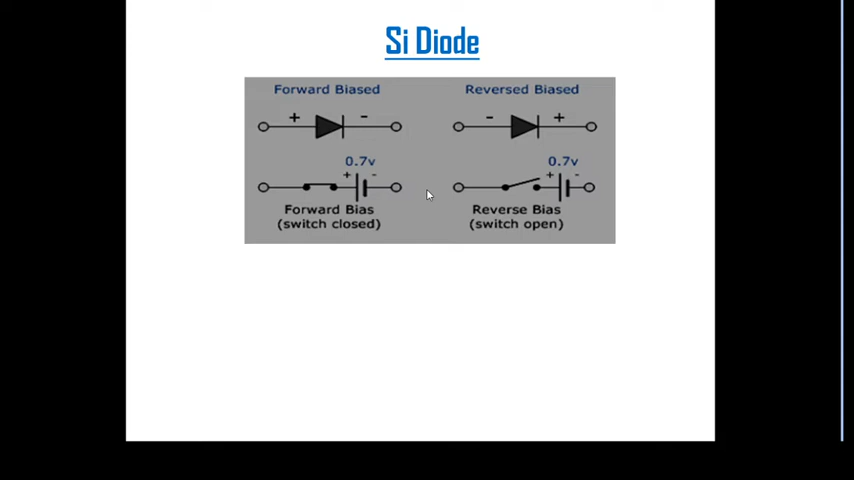 Si Diode
Forward Biased
+ -
0.7v
+ -
Forward Bias
(switch closed)
Reversed Biased
- +
0.7v
+ -
Reverse Bias
(switch open)